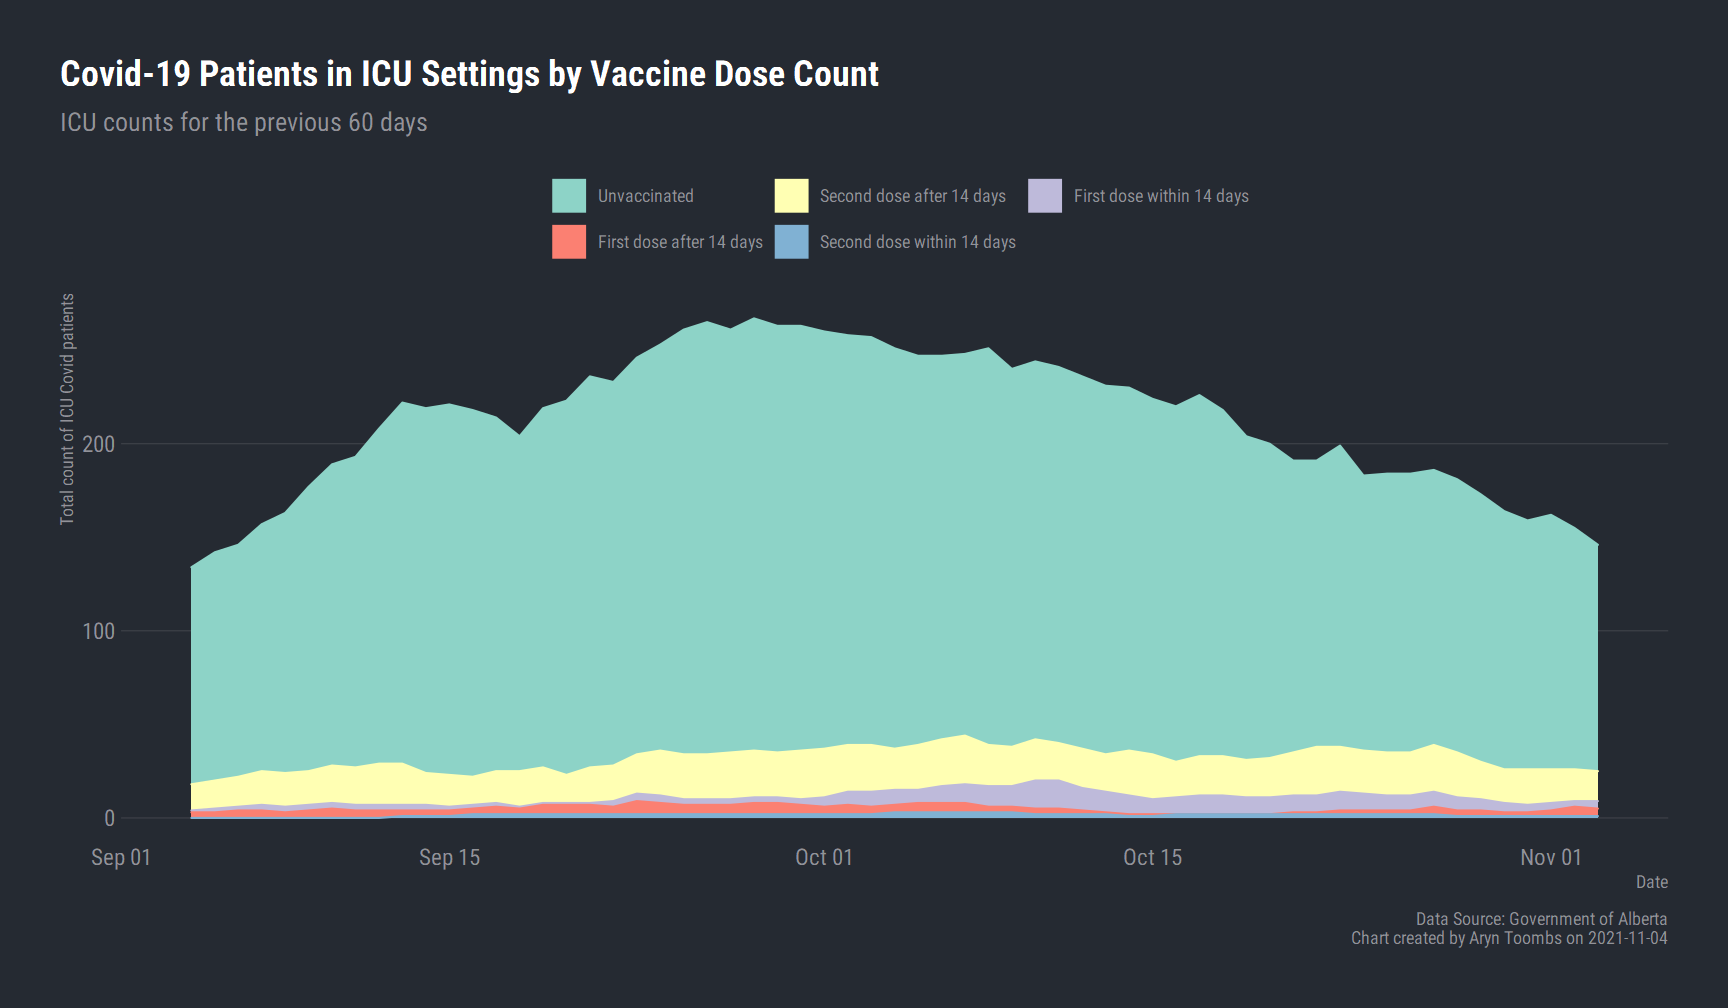 Covid-19 Patients in ICU Settings by Vaccine Dose Count
ICU counts for the previous 60 days
Unvaccinated
Second dose after 14 days
First dose within 14 days
First dose after 14 days
Second dose within 14 days
Total count of ICU Covid patients
200
100
0
Sep 01
Sep 15
Oct 01
Oct 15
Nov 01
Date
Data Source: Government of Alberta
Chart created by Aryn Toombs on 2021-11-04